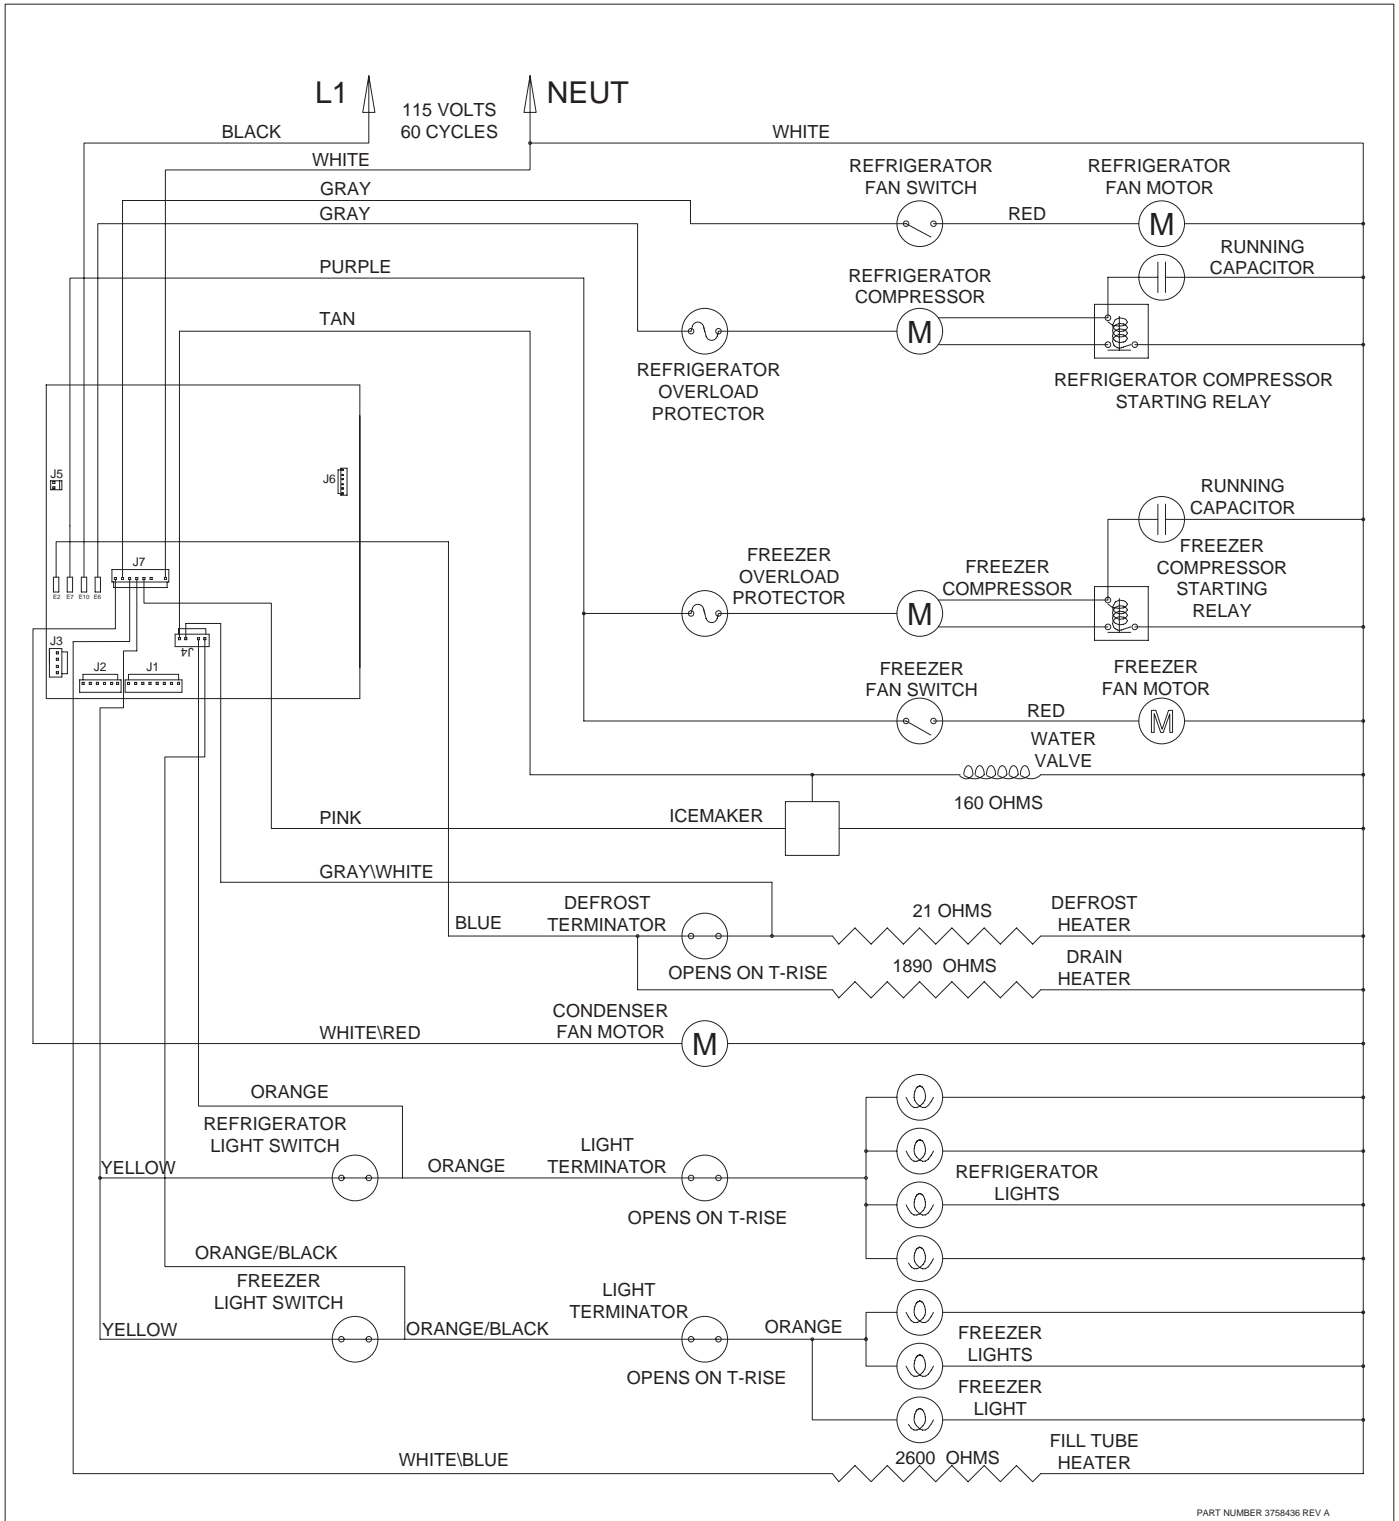 L1
NEUT
115 VOLTS
60 CYCLES
BLACK
WHITE
WHITE
GRAY
GRAY
PURPLE
TAN
REFRIGERATOR
FAN SWITCH
RED
REFRIGERATOR
FAN MOTOR
M
RUNNING
CAPACITOR
REFRIGERATOR
COMPRESSOR
M
REFRIGERATOR
OVERLOAD
PROTECTOR
REFRIGERATOR COMPRESSOR
STARTING RELAY
J5
J6
J7
E2
E7
E10
E6
J3
J4
J2
J1
RUNNING
CAPACITOR
FREEZER
OVERLOAD
PROTECTOR
FREEZER
COMPRESSOR
M
FREEZER
COMPRESSOR
STARTING
RELAY
FREEZER
FAN SWITCH
RED
FREEZER
FAN MOTOR
M
WATER
VALVE
160 OHMS
PINK
ICEMAKER
GRAY\WHITE
BLUE
DEFROST
TERMINATOR
OPENS ON T-RISE
21 OHMS
DEFROST
HEATER
1890 OHMS
DRAIN
HEATER
WHITE\RED
CONDENSER
FAN MOTOR
M
ORANGE
REFRIGERATOR
LIGHT SWITCH
YELLOW
ORANGE
LIGHT
TERMINATOR
OPENS ON T-RISE
REFRIGERATOR
LIGHTS
ORANGE/BLACK
FREEZER
LIGHT SWITCH
YELLOW
ORANGE/BLACK
LIGHT
TERMINATOR
OPENS ON T-RISE
ORANGE
FREEZER
LIGHTS
FREEZER
LIGHT
WHITE\BLUE
2600 OHMS
FILL TUBE
HEATER
PART NUMBER 3758436 REV A